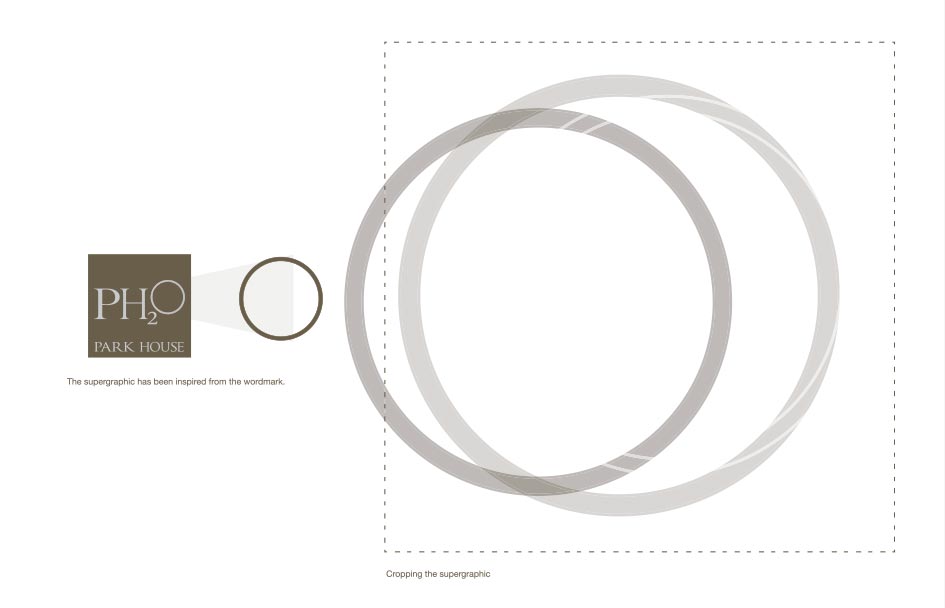 PH2O
PARK HOUSE
The supergraphic has been inspired from the wordmark.
Cropping the supergraphic